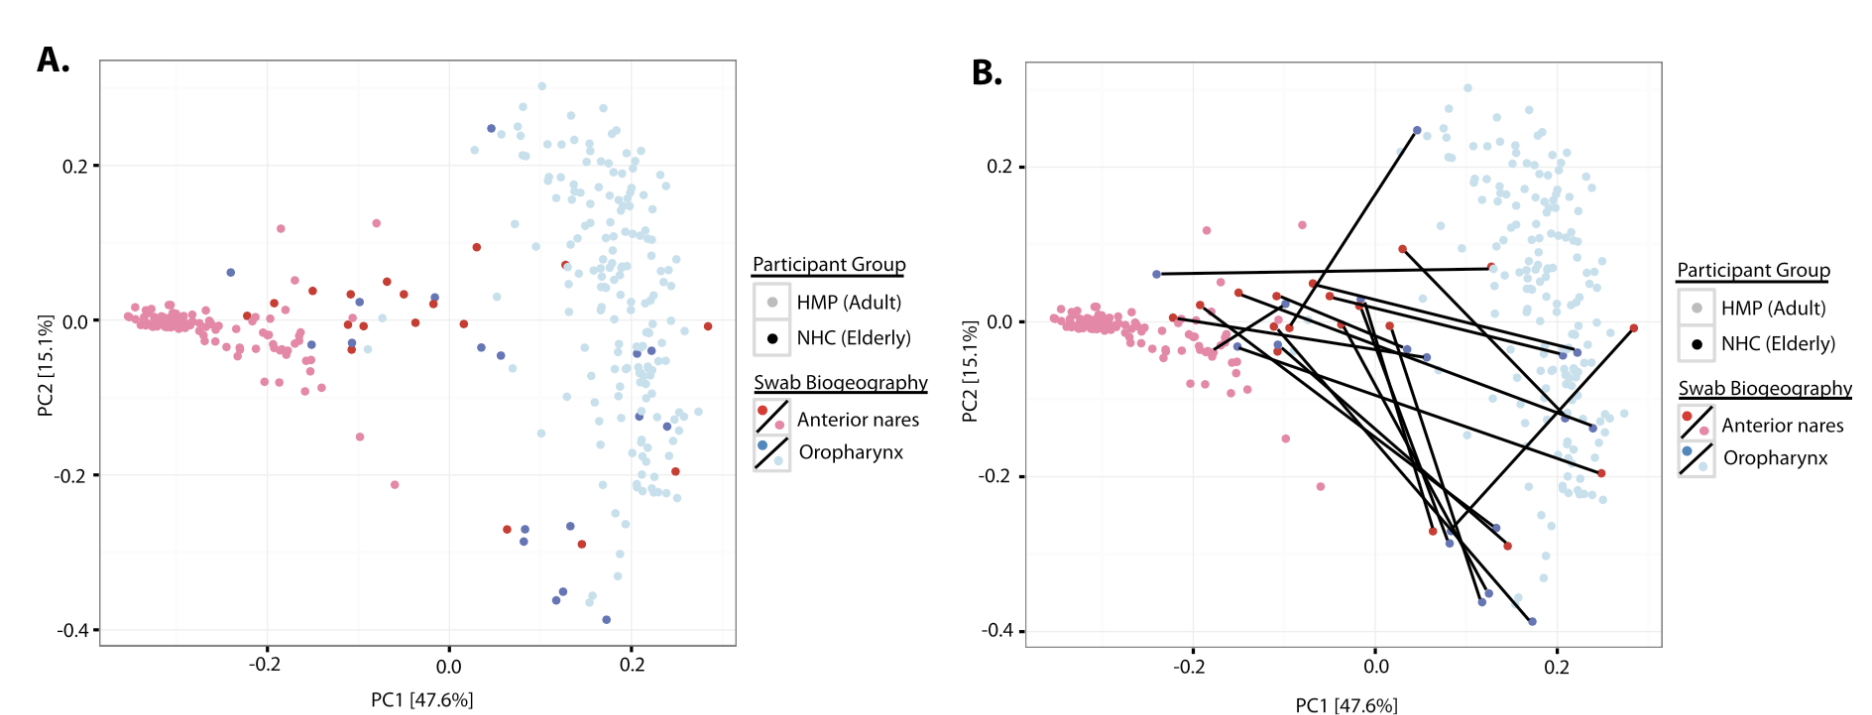 A.
0.2
0.0
-0.2
-0.4
PC2 [15.1%]
-0.2
0.0
0.2
PC1 [47.6%]
Participant Group
HMP (Adult)
NHC (Elderly)
Swab Biogeography
Anterior nares
Oropharynx
B.
0.2
0.0
-0.2
-0.4
PC2 [15.1%]
-0.2
0.0
0.2
PC1 [47.6%]
Participant Group
HMP (Adult)
NHC (Elderly)
Swab Biogeography
Anterior nares
Oropharynx